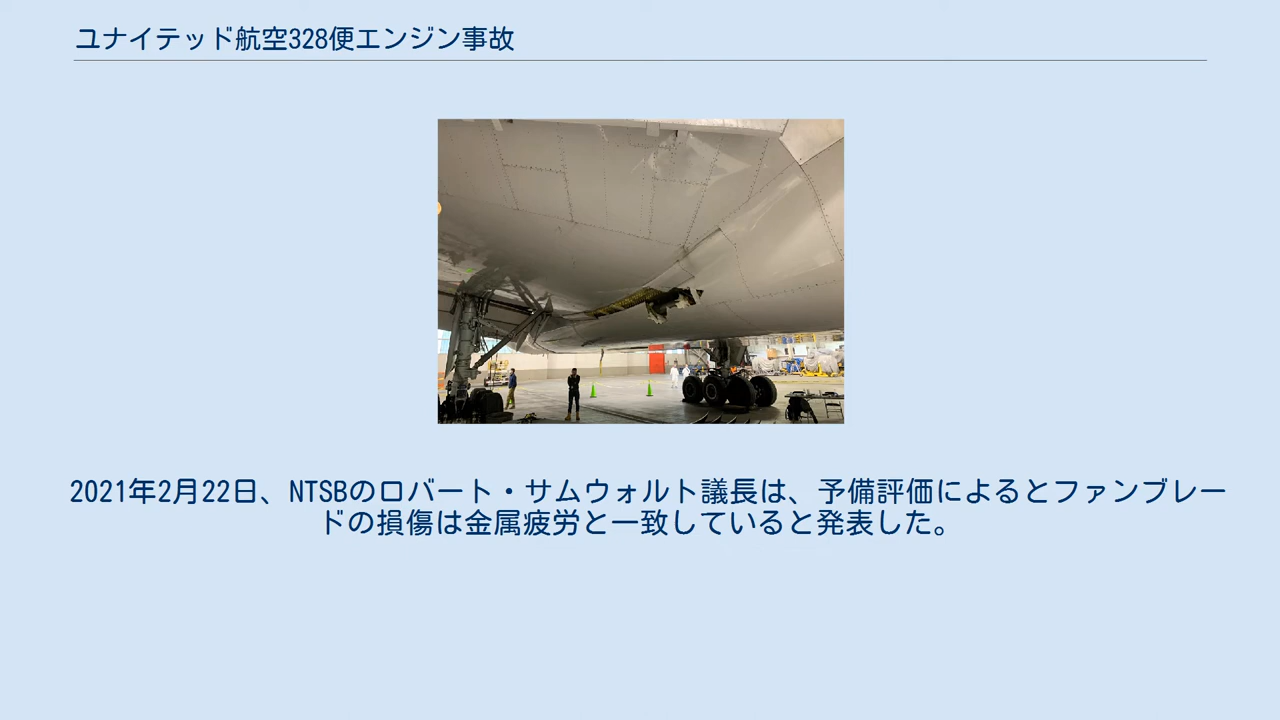 ユナイテッド航空328便エンジン事故
2021年2月22日、NTSBのロバート・サムウォルト議長は、予備評価によるとファンブレー
ドの損傷は金属疲労と一致していると発表した。